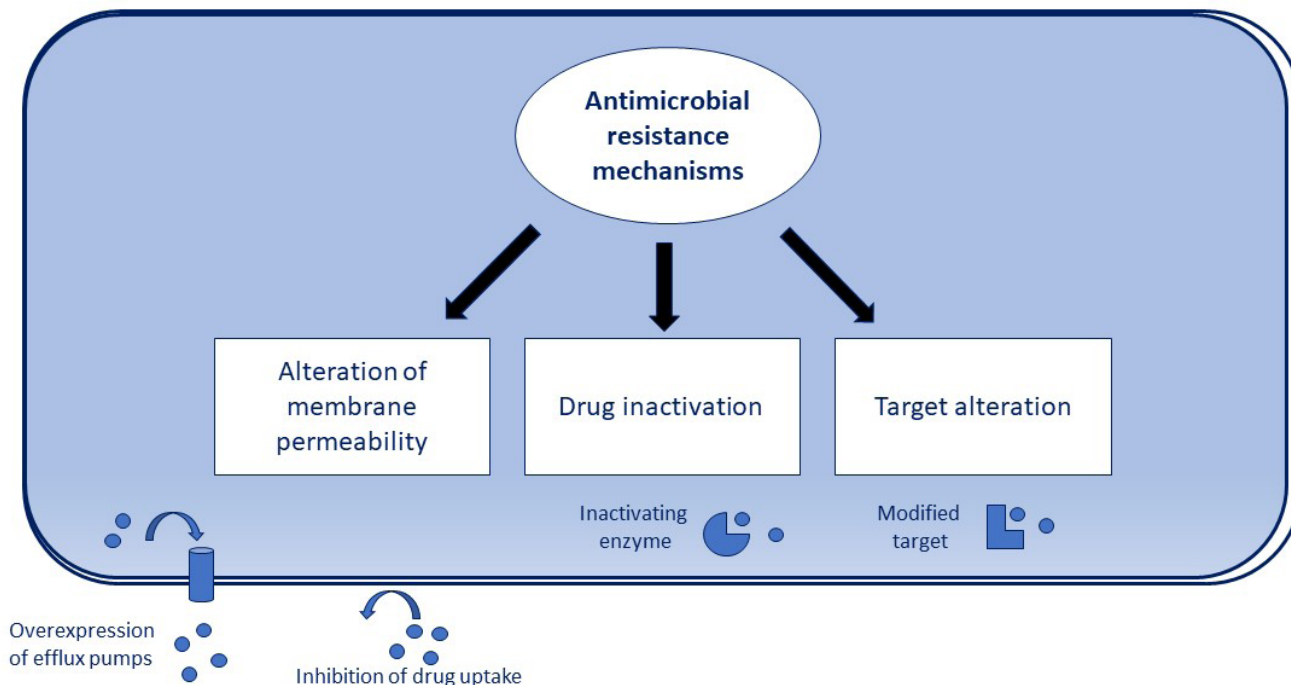 Antimicrobial
resistance
mechanisms
Alteration of
membrane
permeability
Drug inactivation
Target alteration
Inactivating
enzyme
Modified
target
Overexpression
of efflux pumps
Inhibition of drug uptake